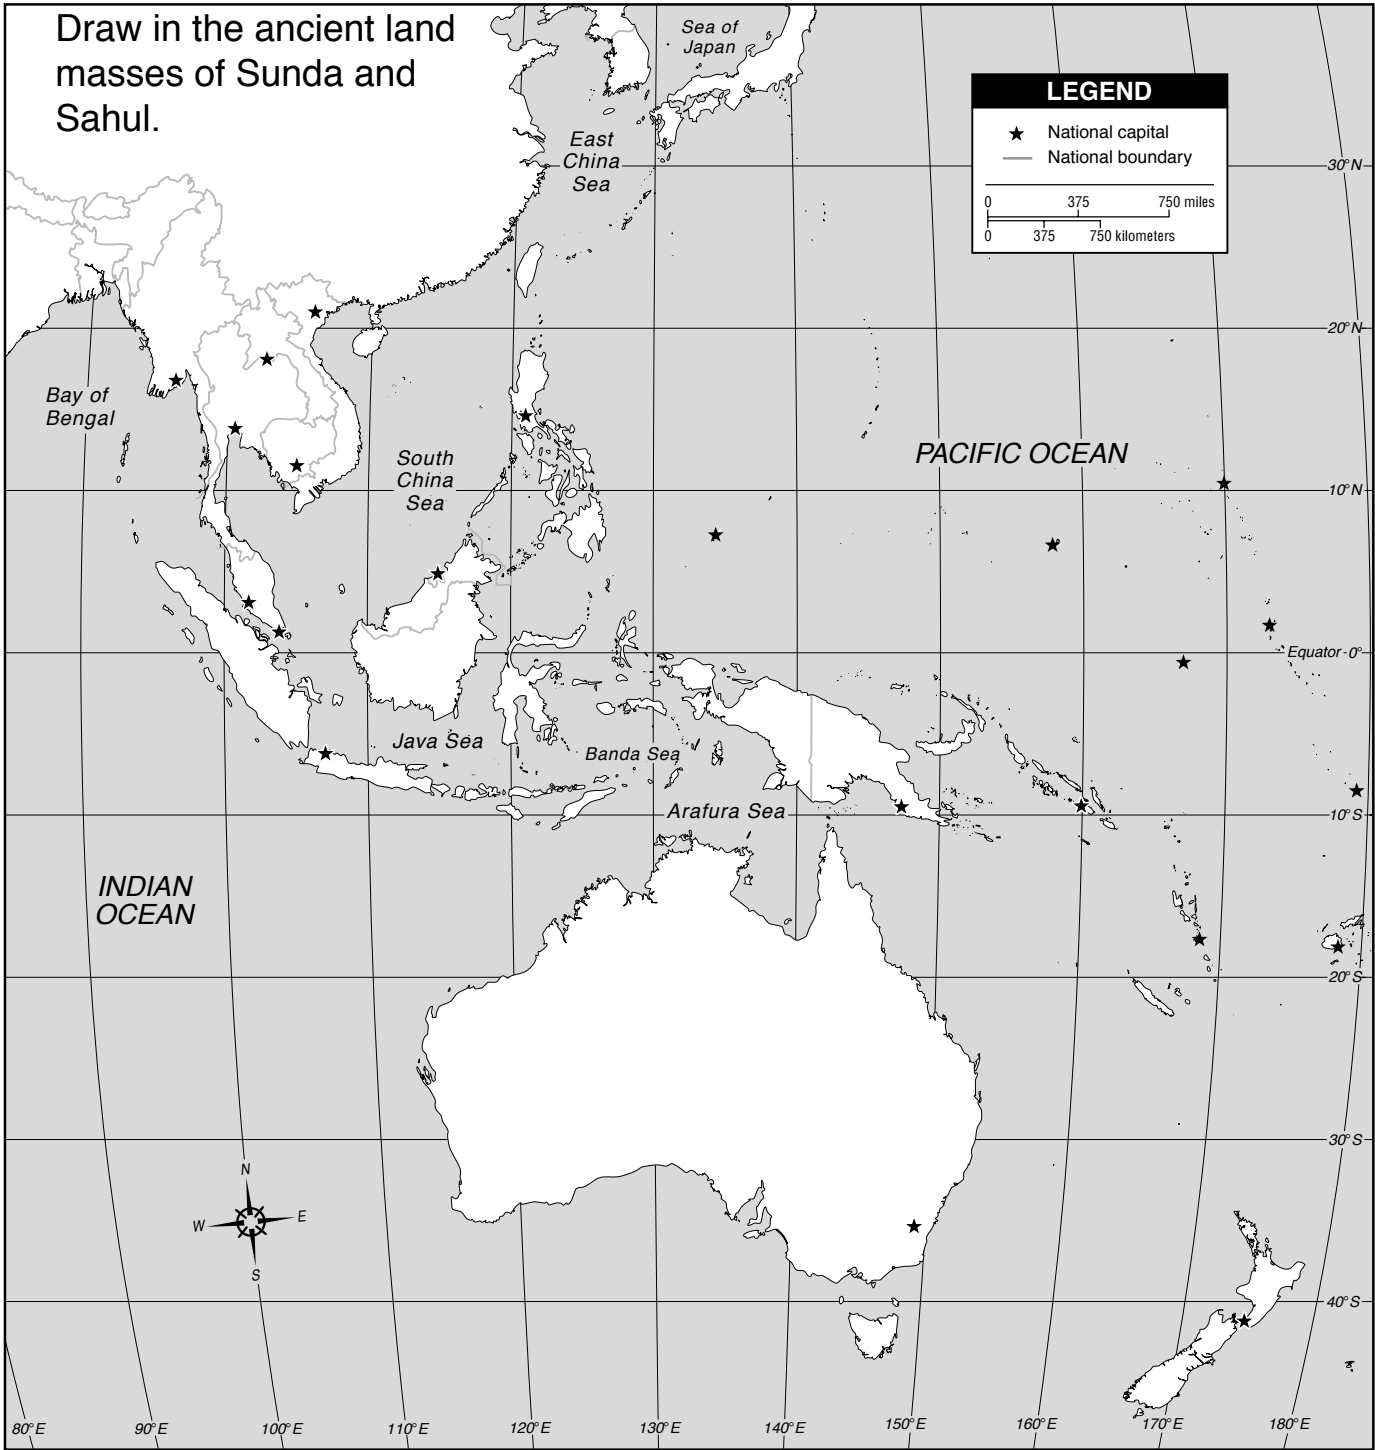 Draw in the ancient land
masses of Sunda and
Sahul.
Sea of
Japan
LEGEND
National capital
National boundary
0 375 750 miles
0 375 750 kilometers
East
China
Sea
30°N
20°N
Bay of
Bengal
South
China
Sea
PACIFIC OCEAN
10°N
Equator 0°
Java Sea
Banda Sea
Arafura Sea
10°S
INDIAN
OCEAN
20°S
30°S
N
W E
S
40°S
80°E 90°E 100°E 110°E 120°E 130°E 140°E 150°E 160°E 170°E 180°E